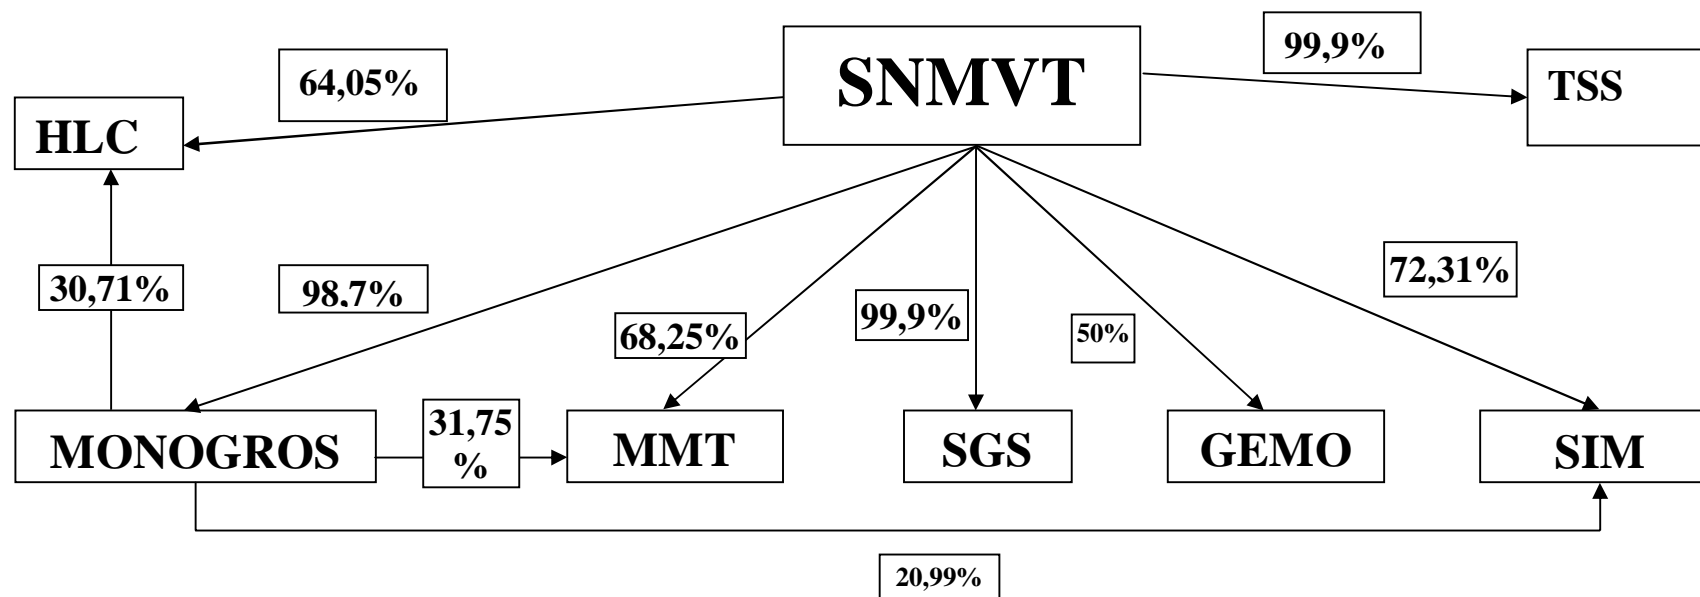 SNMVT
99,9%
TSS
64,05%
HLC
30,71%
98,7%
68,25%
99,9%
50%
72,31%
MONOGROS
31,75
%
MMT
SGS
GEMO
SIM
20,99%